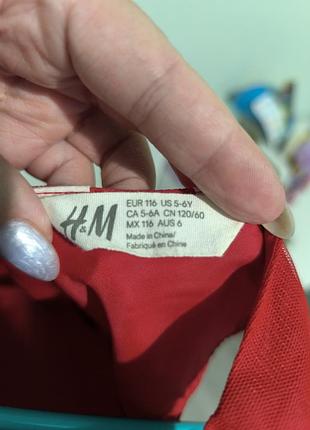 H&M
EUR 116 US 5-6Y
CA 5-6A CN 120/60
MX 116 AUS 6
Made in China/
Fabriqué en Chine